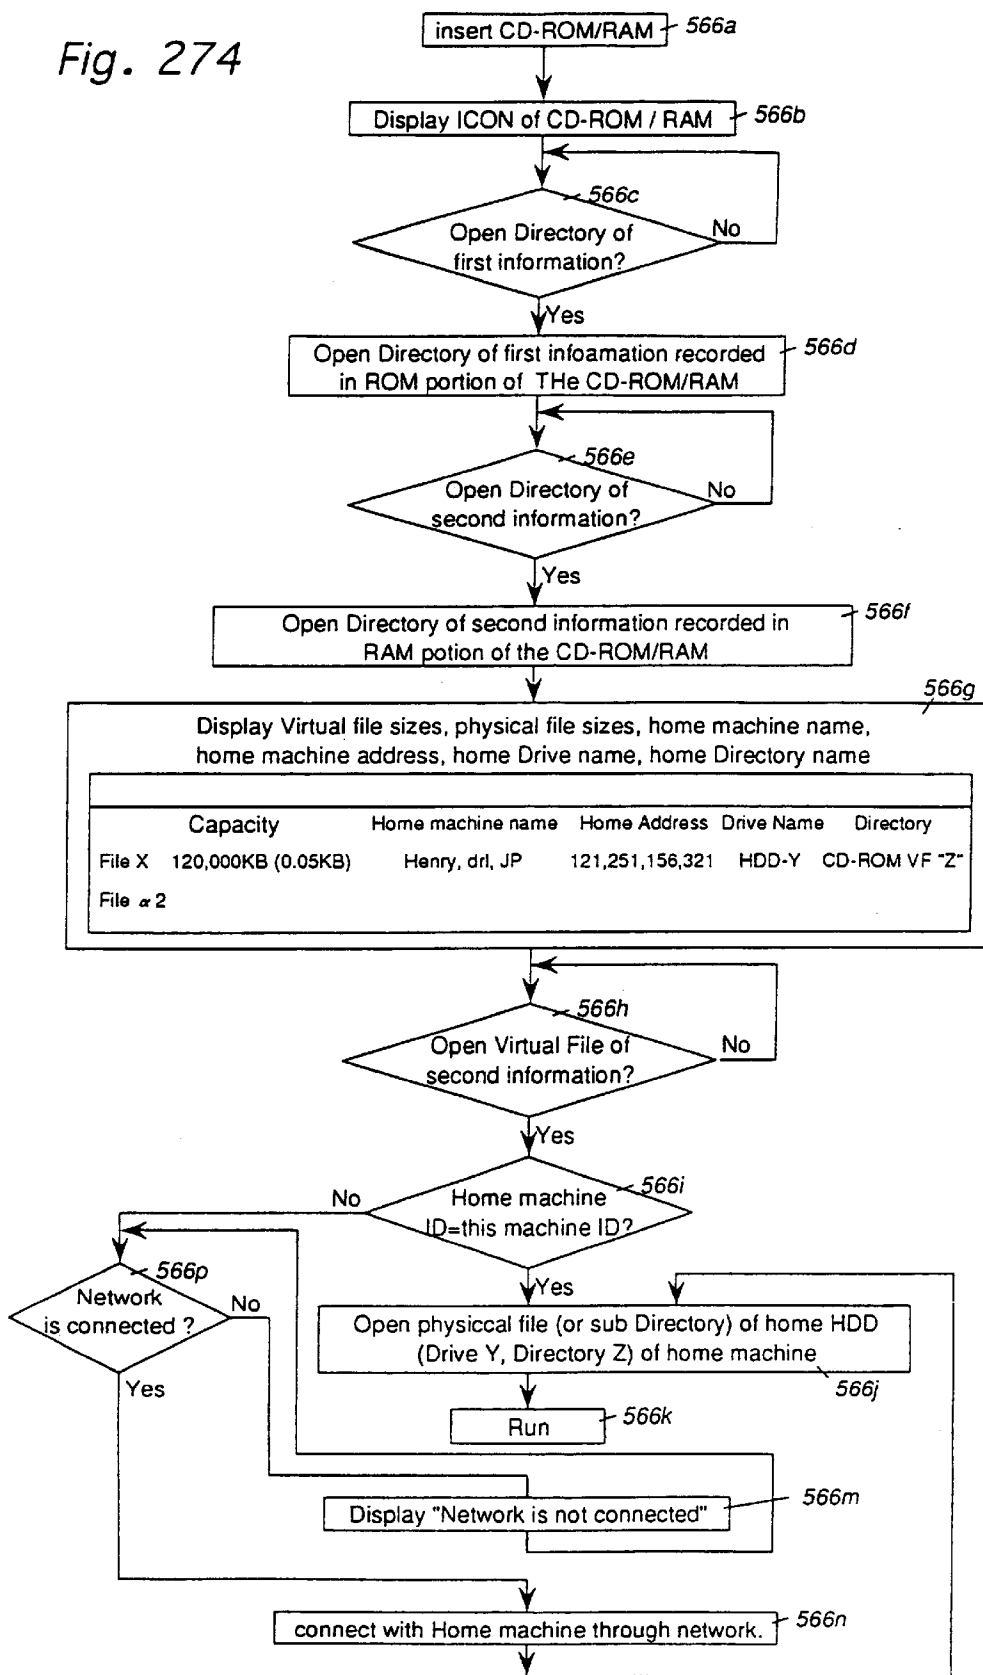 Fig. 274
insert CD-ROM/RAM
566a
Display ICON of CD-ROM / RAM
566b
566c
Open Directory of
first information?
No
Yes
Open Directory of first infoamation recorded
in ROM portion of THe CD-ROM/RAM
566d
566e
Open Directory of
second information?
No
Yes
Open Directory of second information recorded in
RAM potion of the CD-ROM/RAM
566f
566g
Display Virtual file sizes, physical file sizes, home machine name,
home machine address, home Drive name, home Directory name
Capacity Home machine name Home Address Drive Name Directory
File X 120,000KB (0.05KB) Henry, drl, JP 121,251,156,321 HDD-Y CD-ROM VF "Z"
File α 2
566h
Open Virtual File of
second information?
No
Yes
566i
Home machine
ID=this machine ID?
No
Yes
566p
Network
is connected ?
No
Yes
Open physiccal file (or sub Directory) of home HDD
(Drive Y, Directory Z) of home machine
566j
Run
566k
Display "Network is not connected"
566m
connect with Home machine through network.
566n